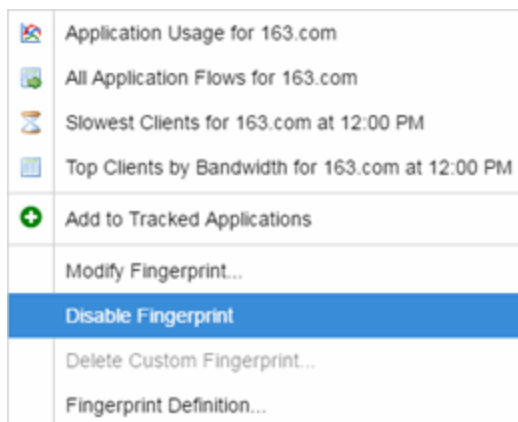 Application Usage for 163.com
All Application Flows for 163.com
Slowest Clients for 163.com at 12:00 PM
Top Clients by Bandwidth for 163.com at 12:00 PM
Add to Tracked Applications
Modify Fingerprint...
Disable Fingerprint
Delete Custom Fingerprint...
Fingerprint Definition...